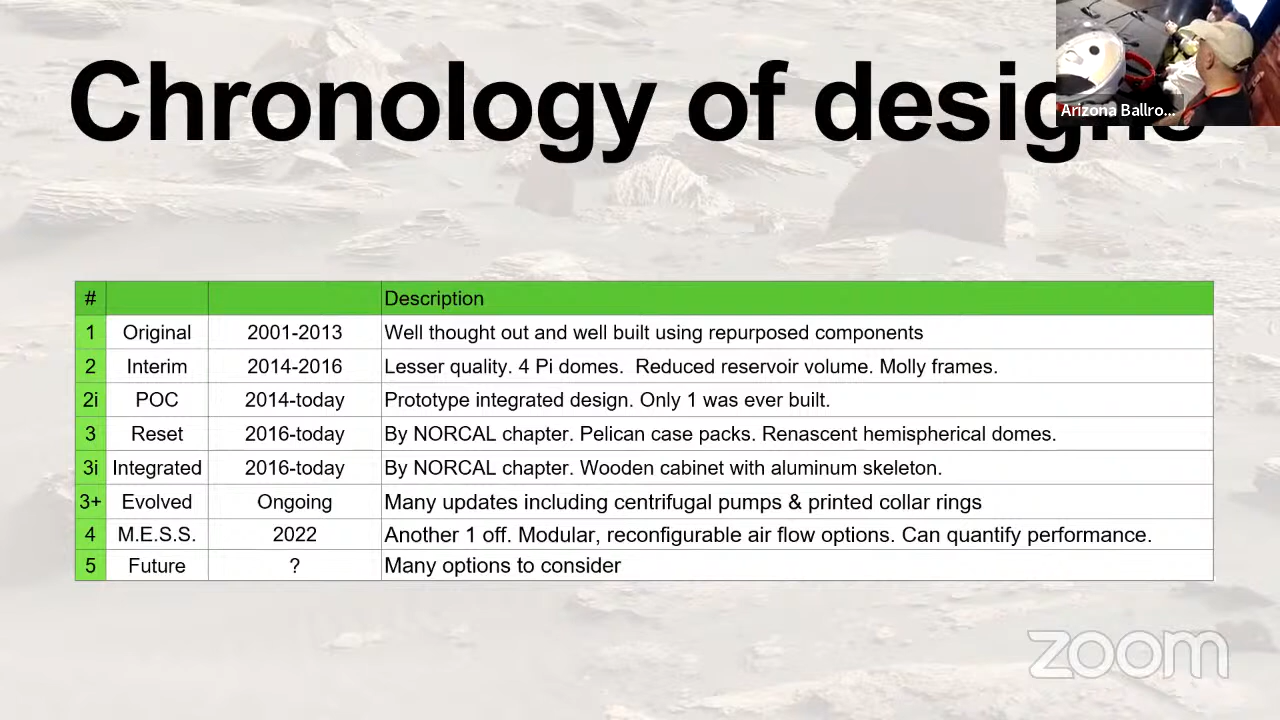 Chronology of designs
Arizona Ballro...
# Description
1 Original 2001-2013 Well thought out and well built using repurposed components
2 Interim 2014-2016 Lesser quality. 4 Pi domes. Reduced reservoir volume. Molly frames.
2i POC 2014-today Prototype integrated design. Only 1 was ever built.
3 Reset 2016-today By NORCAL chapter. Pelican case packs. Renascent hemispherical domes.
3i Integrated 2016-today By NORCAL chapter. Wooden cabinet with aluminum skeleton.
3+ Evolved Ongoing Many updates including centrifugal pumps & printed collar rings
4 M.E.S.S. 2022 Another 1 off. Modular, reconfigurable air flow options. Can quantify performance.
5 Future ? Many options to consider
zoom